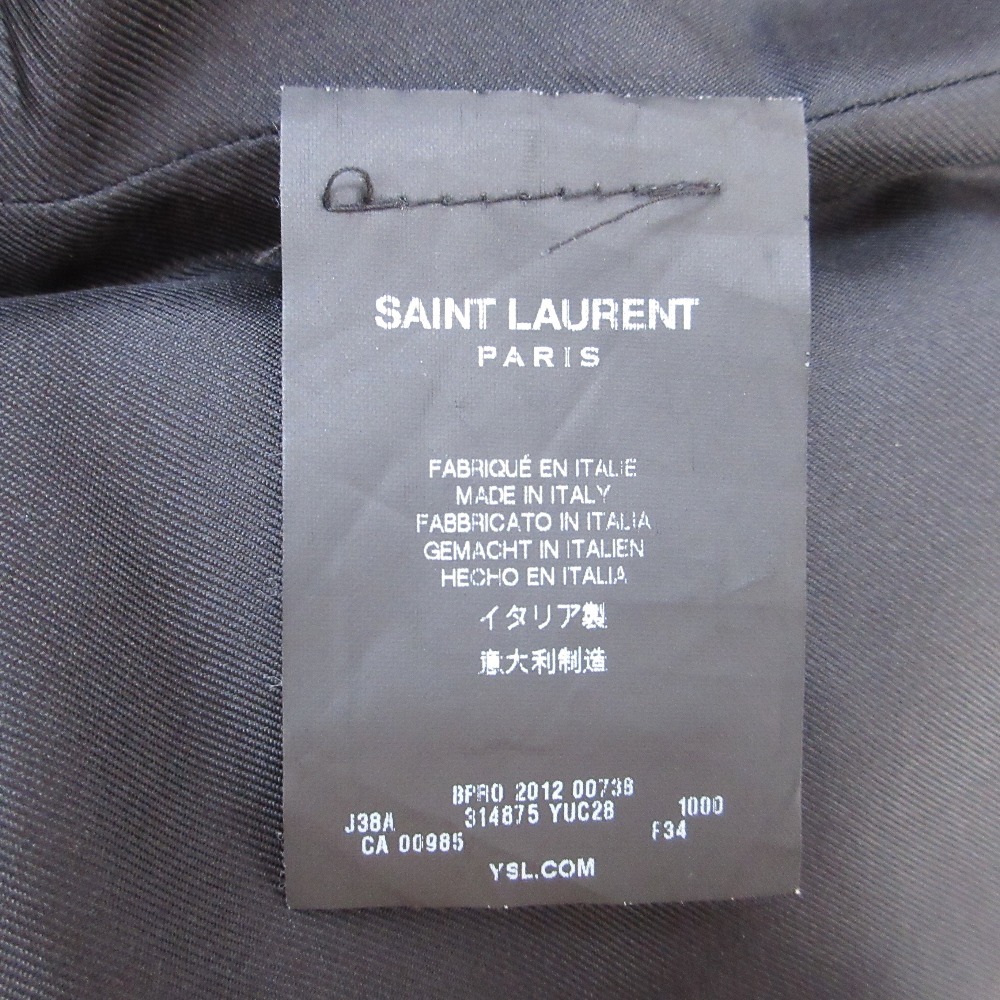 SAINT LAURENT
PARIS
FABRIQUÉ EN ITALIE
MADE IN ITALY
FABBRICATO IN ITALIA
GEMACHT IN ITALIEN
HECHO EN ITALIA
イタリア製
意大利制造
BPRO 2012 00738
J38A 314875 YUC28 1000
CA 00985 F34
YSL.COM